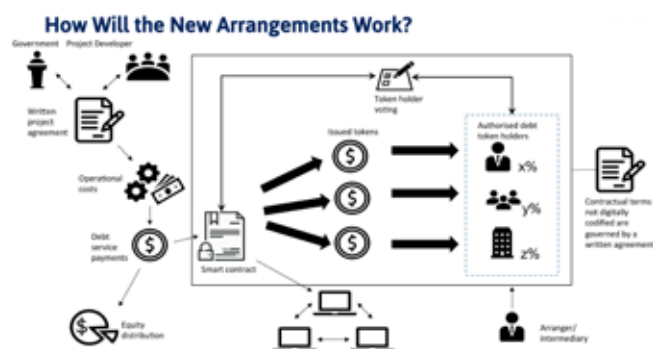 How Will the New Arrangements Work?
Government Project Developer
Written
project
agreement
Token holder
voting
Issued tokens
Authorised debt
token holders
x%
y%
z%
Operational
costs
Contractual terms
not digitally
codified are
governed by a
written agreement
Debt
service
payments
Smart contract
Equity
distribution
Arranger/
intermediary